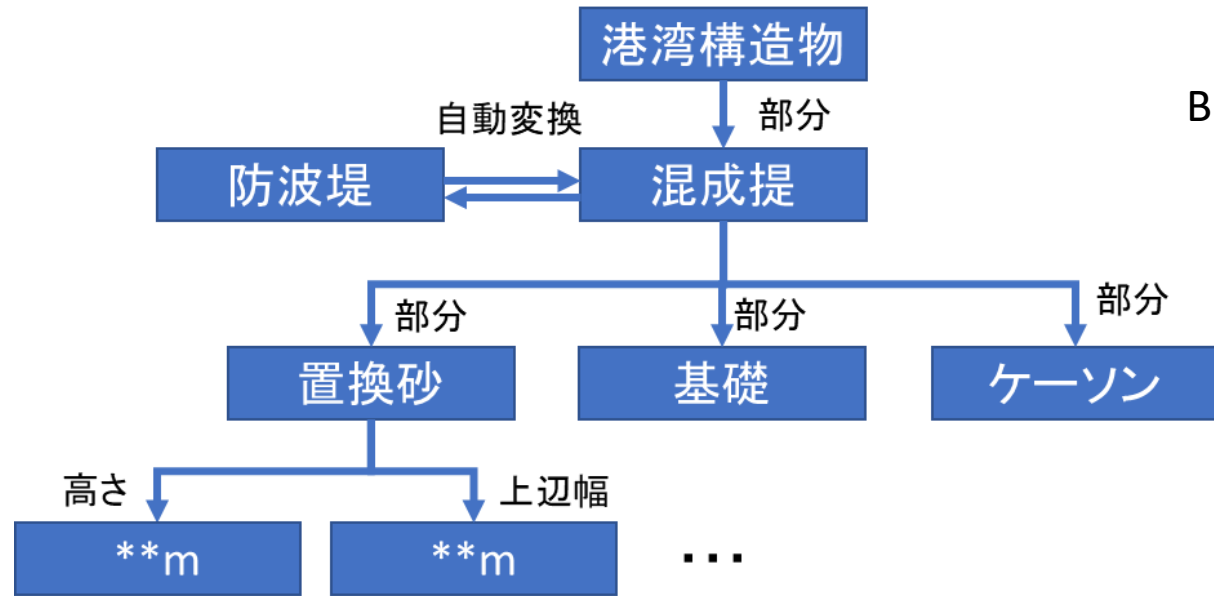 港湾構造物
部分
B
自動変換
防波堤
混成提
部分
部分
部分
置換砂
基礎
ケーソン
高さ
上辺幅
**m
**m
...